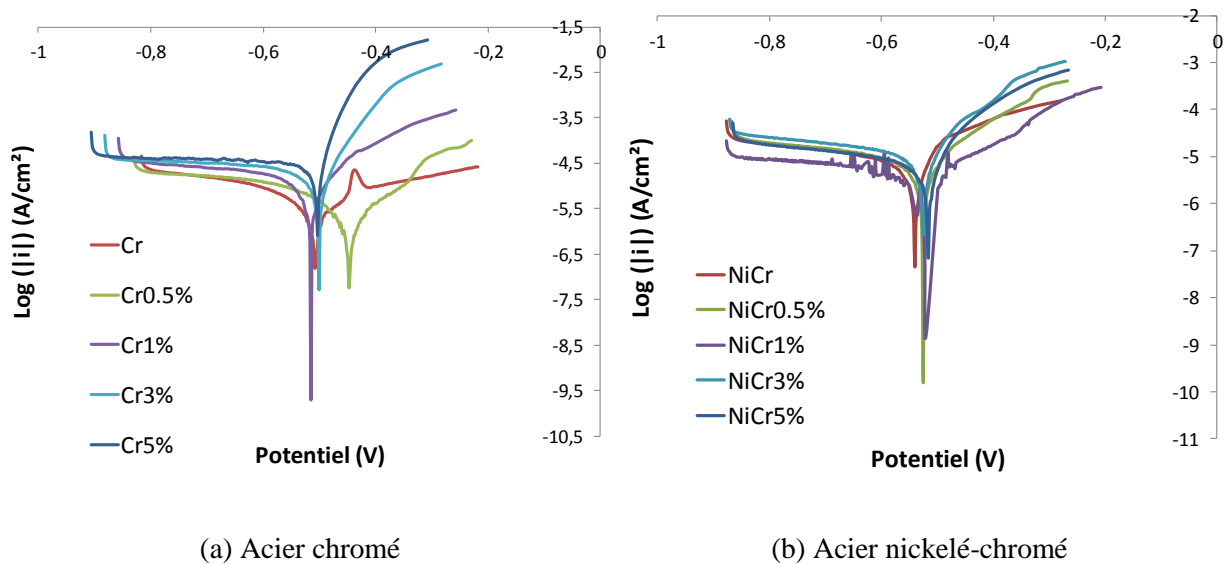 -1,5
-1
-0,8
-0,6
-0,4
-0,2
0
-2,5
-3,5
-4,5
-5,5
-6,5
-7,5
-8,5
-9,5
-10,5
Log (|i|) (A/cm²)
Cr
Cr0.5%
Cr1%
Cr3%
Cr5%
Potentiel (V)
(a) Acier chromé
-2
-1
-0,8
-0,6
-0,4
-0,2
0
-3
-4
-5
-6
-7
-8
-9
-10
-11
Log (|i|) (A/cm²)
NiCr
NiCr0.5%
NiCr1%
NiCr3%
NiCr5%
Potentiel (V)
(b) Acier nickelé-chromé